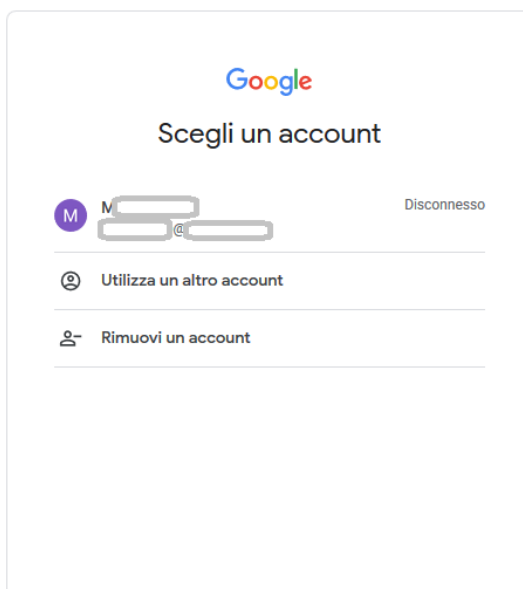 Google
Scegli un account
M
M
Disconnesso
@
Utilizza un altro account
Rimuovi un account